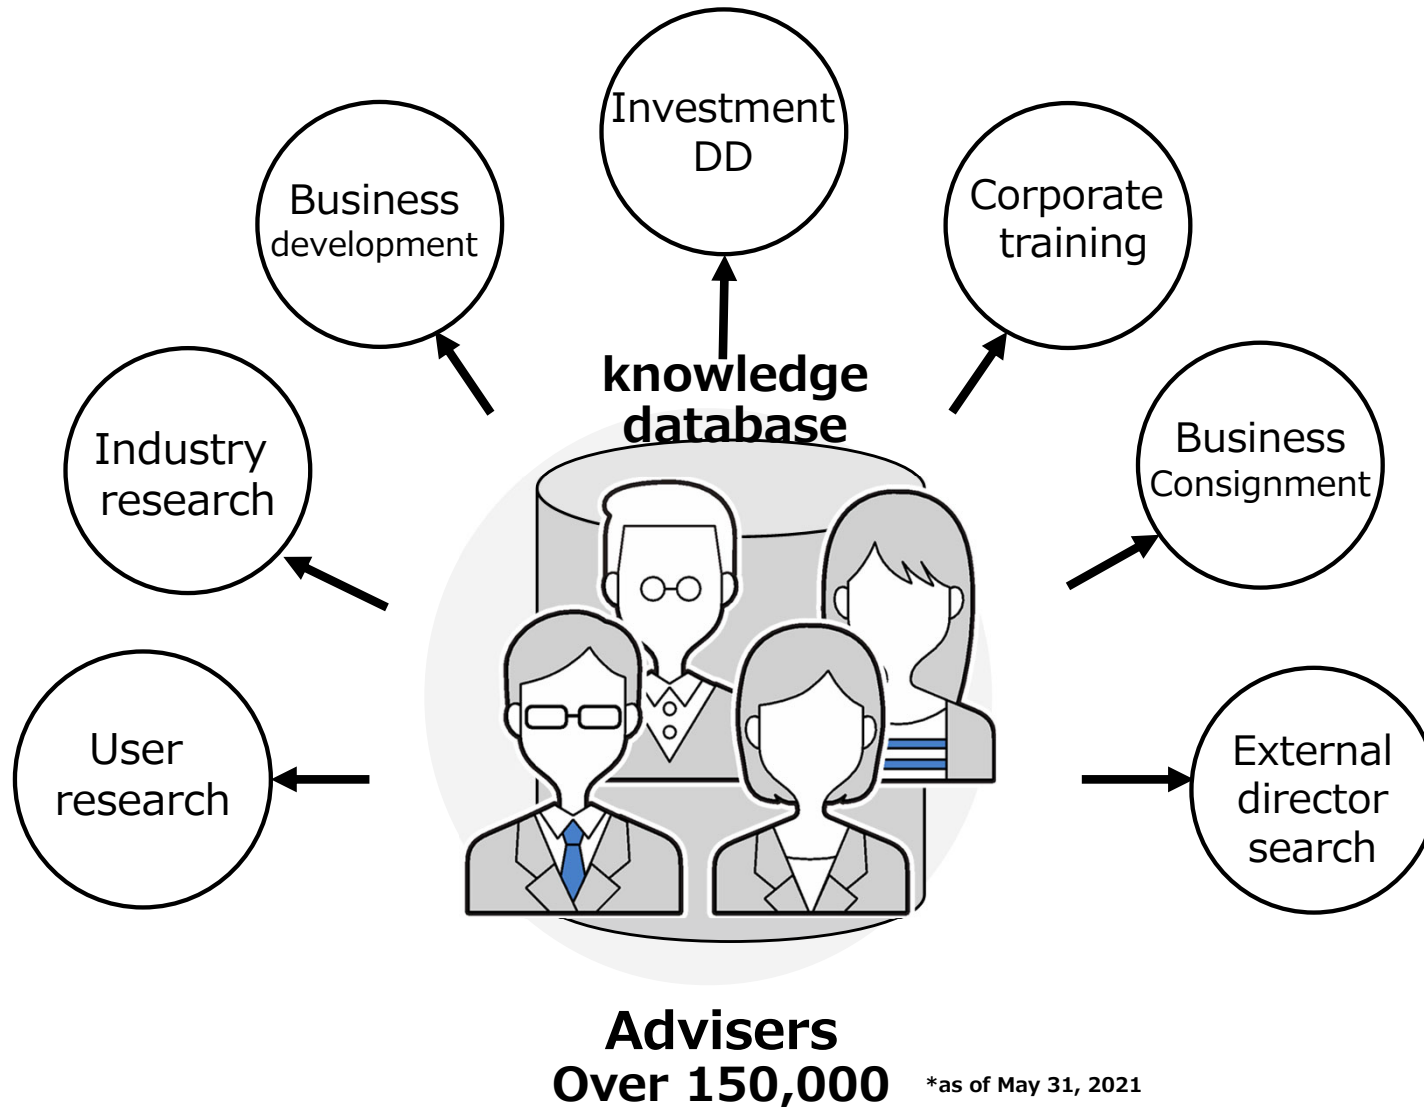 Investment
DD
Business
development
Corporate
training
knowledge
database
Industry
research
Business
Consignment
User
research
External
director
search
Advisers
Over 150,000
*as of May 31, 2021